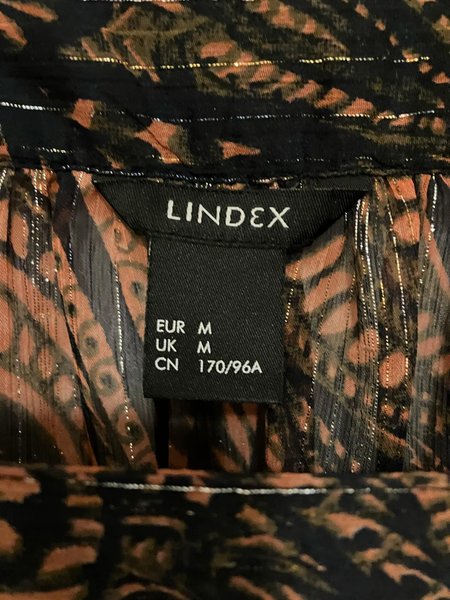 LINDEX
EUR M
UK M
CN 170/96A